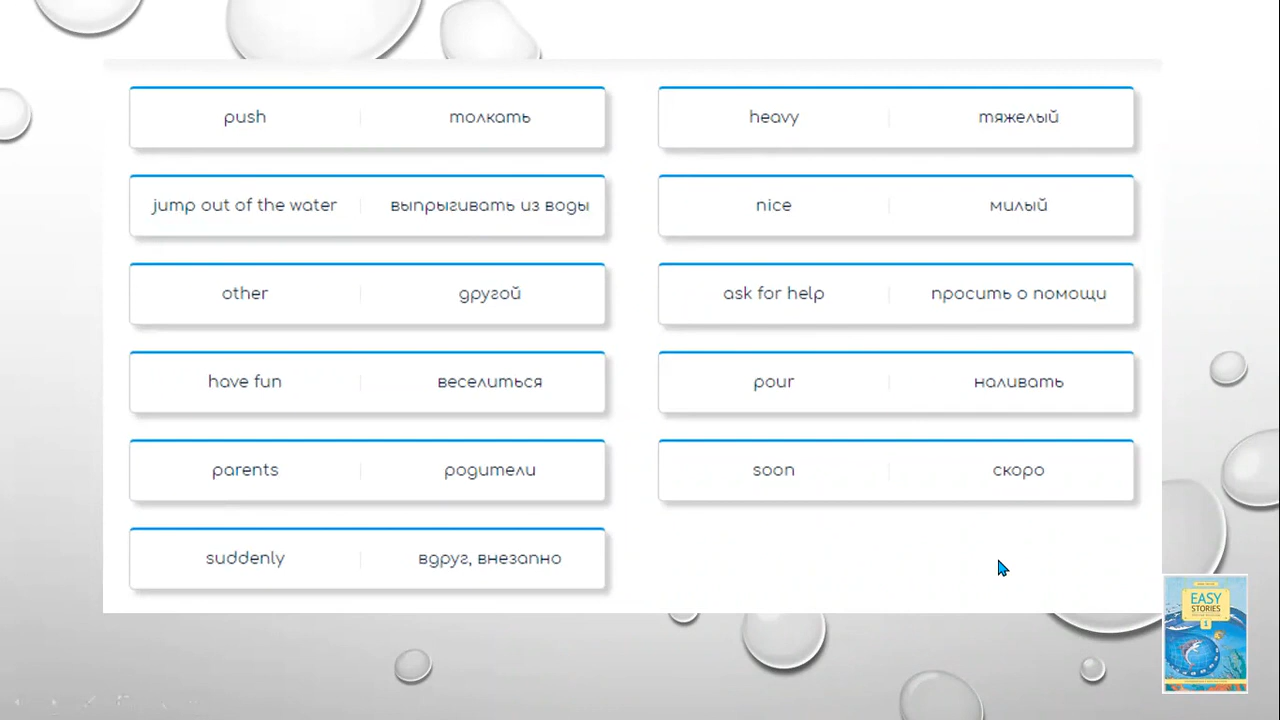 push толкать
heavy тяжелый
jump out of the water выпрыгивать из воды
nice милый
other другой
ask for help просить о помощи
have fun веселиться
pour наливать
parents родители
soon скоро
suddenly вдруг, внезапно
EASY
STORIES
1